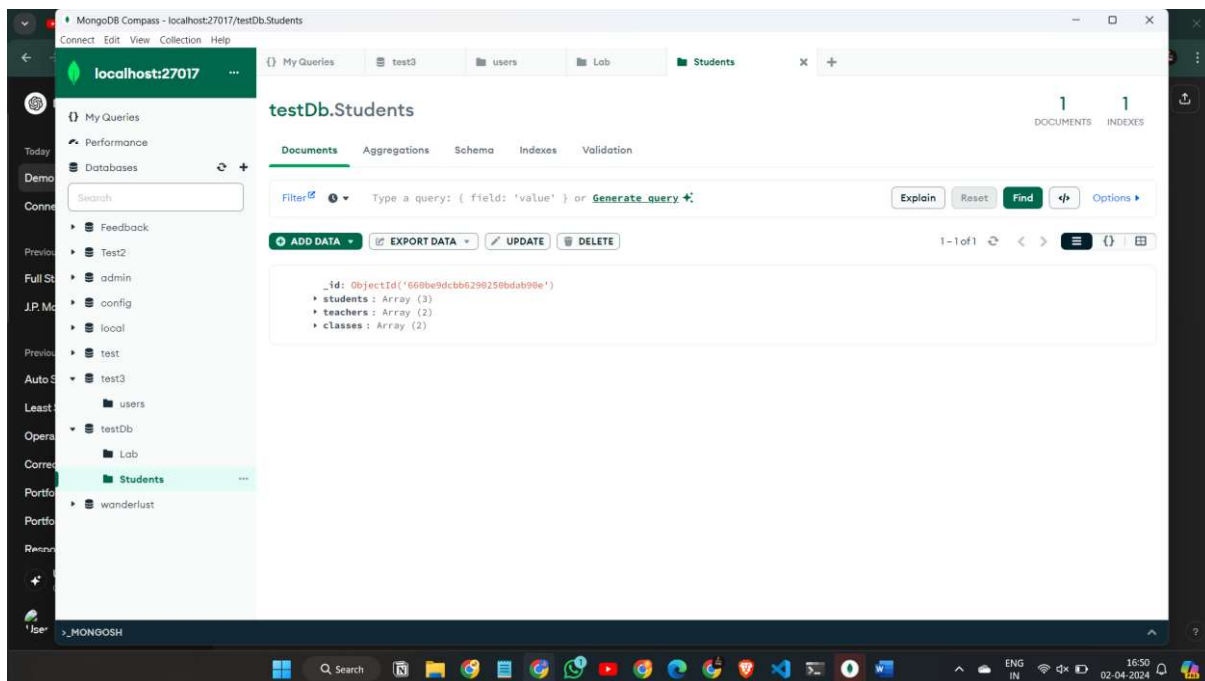 MongoDB Compass - localhost:27017/testDb.Students
Connect Edit View Collection Help
localhost:27017 ...
{} My Queries
Performance
Databases
Search
Feedback
Test2
admin
config
local
test
test3
users
testDb
Lab
Students ...
wanderlust
{} My Queries test3 users Lab Students
testDb.Students
1 DOCUMENTS 1 INDEXES
Documents Aggregations Schema Indexes Validation
Filter Type a query: { field: 'value' } or Generate query Explain Reset Find </> Options
ADD DATA EXPORT DATA UPDATE DELETE 1-1 of 1 {}
_id: ObjectId('660be9dcbb6290250bdab90e')
students : Array (3)
teachers : Array (2)
classes : Array (2)
Today
Demo
Conne
Previou
Full St
J.P. Mo
Previou
Auto S
Least
Opera
Correc
Portfo
Portfo
Respo
>_MONGOSH
Search
ENG
IN
16:50
02-04-2024